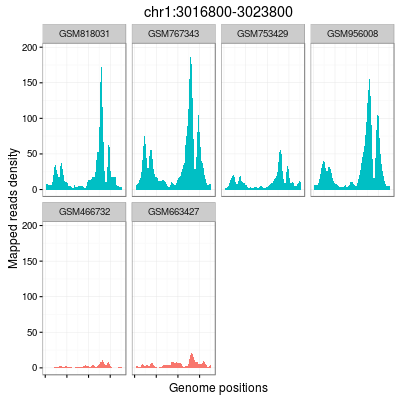 chr1:3016800-3023800
GSM818031 GSM767343 GSM753429 GSM956008
200
150
100
50
0
GSM466732 GSM663427
200
150
100
50
0
Mapped reads density
Genome positions